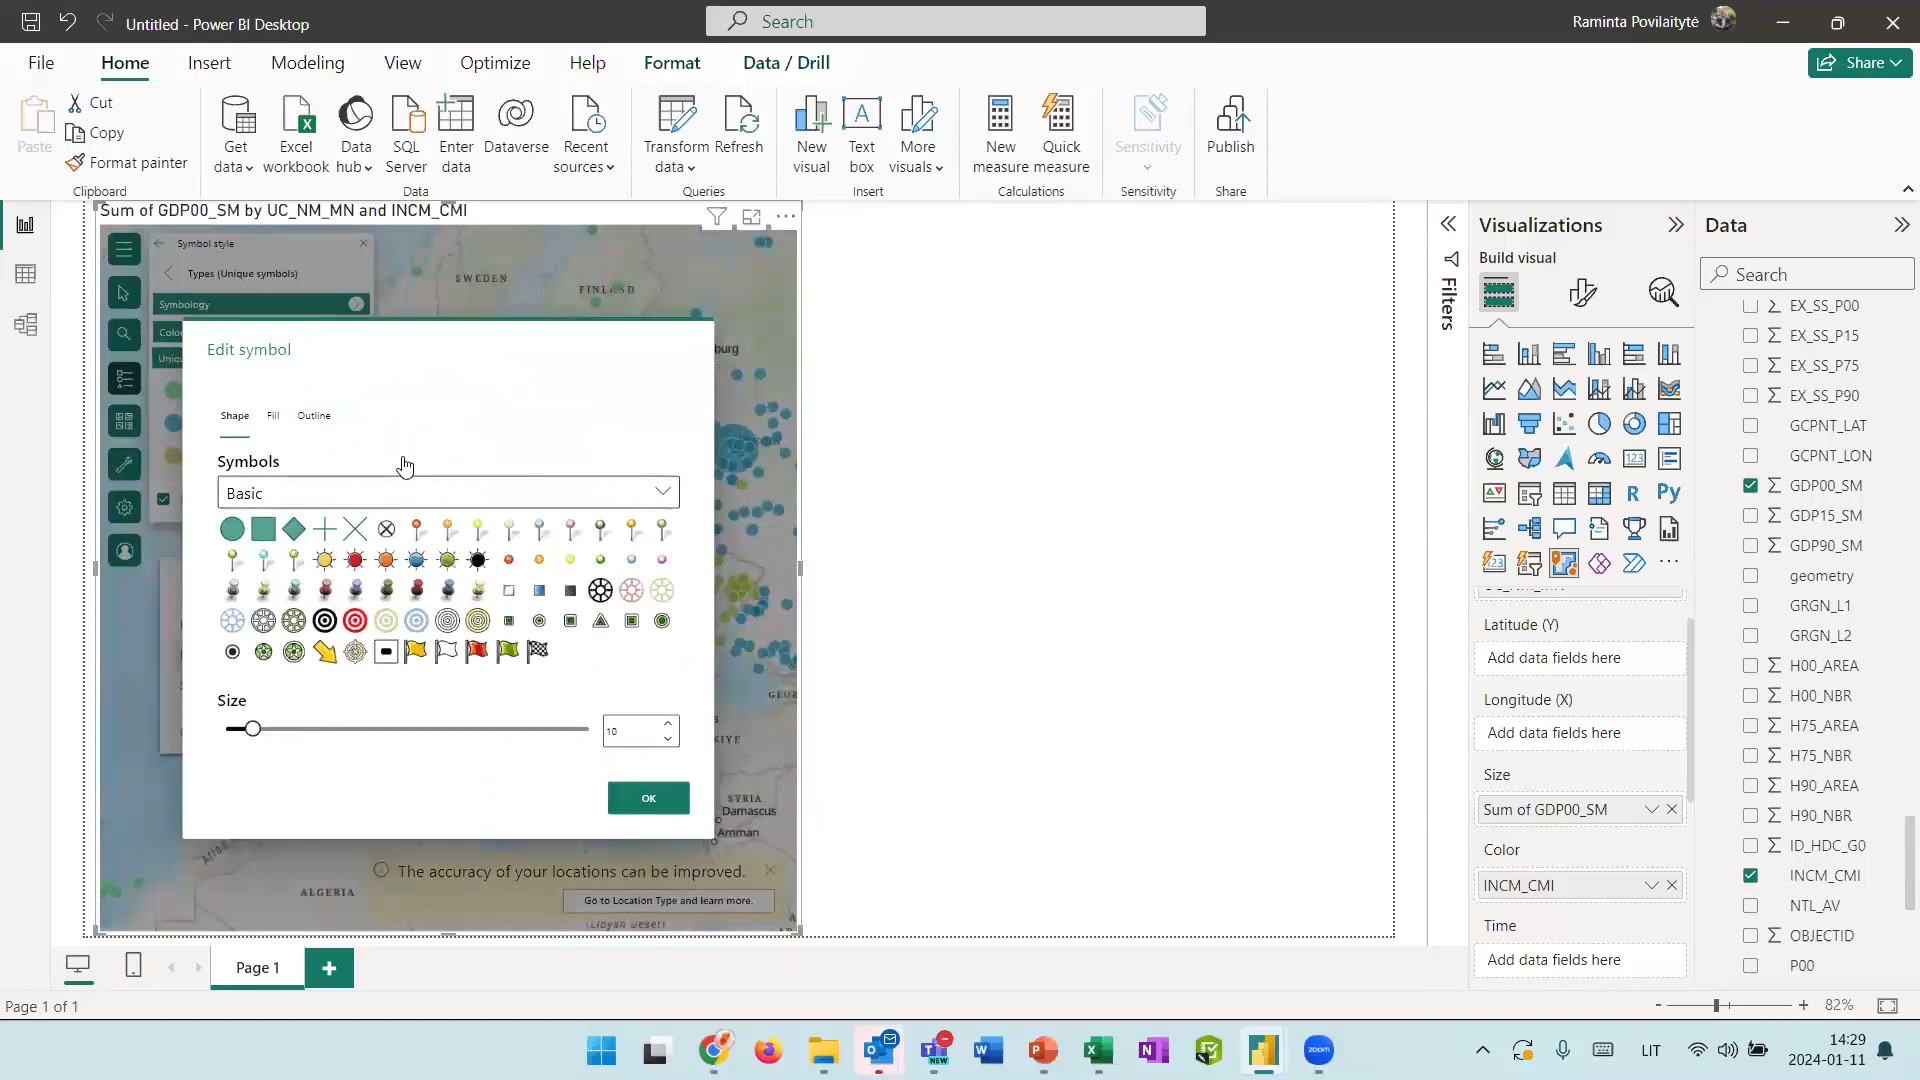 Untitled - Power BI Desktop
Search
Raminta Povilaitytė
File
Home
Insert
Modeling
View
Optimize
Help
Format
Data / Drill
Share
Paste
Cut
Copy
Format painter
Clipboard
Get data
Excel workbook
Data hub
SQL Server
Enter data
Dataverse
Recent sources
Data
Transform data
Refresh
Queries
New visual
Text box
More visuals
Insert
New measure
Quick measure
Calculations
Sensitivity
Sensitivity
Publish
Share
Sum of GDP00_SM by UC_NM_MN and INCM_CMI
Symbol style
Types (Unique symbols)
Symbology
SWEDEN
FINLAND
burg
Edit symbol
Shape
Fill
Outline
Symbols
Basic
Size
10
OK
SYRIA
Damascus
Amman
ALGERIA
Libyan Desert
The accuracy of your locations can be improved.
Go to Location Type and learn more.
Filters
Visualizations
Build visual
Latitude (Y)
Add data fields here
Longitude (X)
Add data fields here
Size
Sum of GDP00_SM
Color
INCM_CMI
Time
Add data fields here
Data
Search
EX_SS_P00
EX_SS_P15
EX_SS_P75
EX_SS_P90
GCPNT_LAT
GCPNT_LON
GDP00_SM
GDP15_SM
GDP90_SM
geometry
GRGN_L1
GRGN_L2
H00_AREA
H00_NBR
H75_AREA
H75_NBR
H90_AREA
H90_NBR
ID_HDC_G0
INCM_CMI
NTL_AV
OBJECTID
P00
Page 1
Page 1 of 1
82%
LIT
14:29
2024-01-11